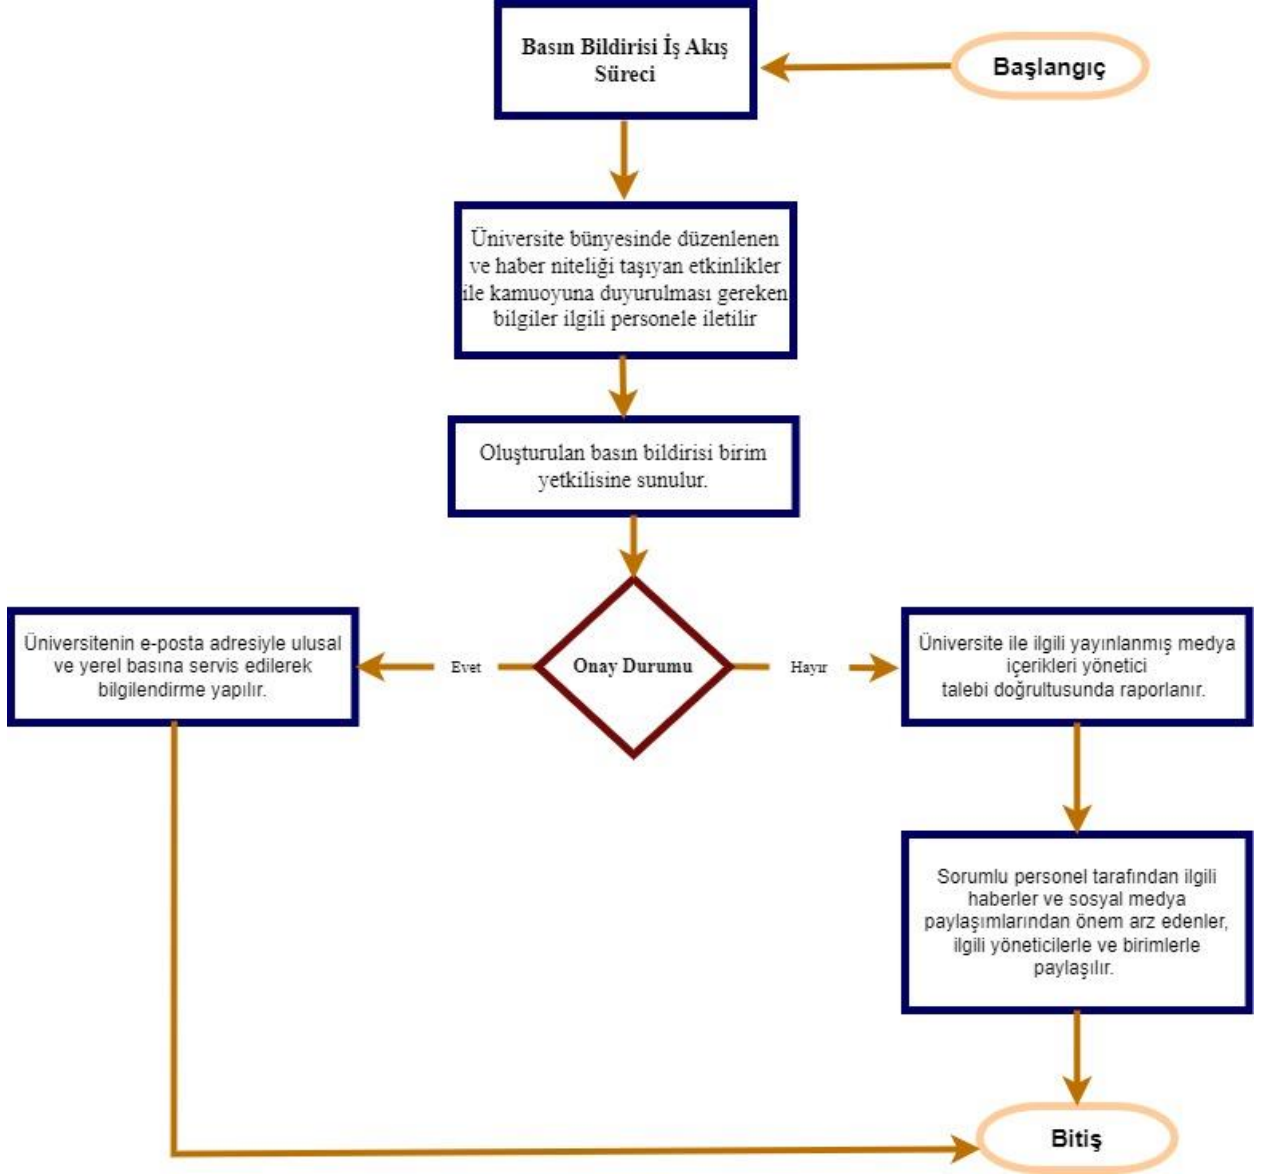 Basın Bildirisi İş Akış
Süreci
Başlangıç
Üniversite bünyesinde düzenlenen
ve haber niteliği taşıyan etkinlikler
ile kamuoyuna duyurulması gereken
bilgiler ilgili personele iletilir
Oluşturulan basın bildirisi birim
yetkilisine sunulur.
Onay Durumu
Evet
Hayır
Üniversitenin e-posta adresiyle ulusal
ve yerel basına servis edilerek
bilgilendirme yapılır.
Üniversite ile ilgili yayınlanmış medya
içerikleri yönetici
talebi doğrultusunda raporlanır.
Sorumlu personel tarafından ilgili
haberler ve sosyal medya
paylaşımlarından önem arz edenler,
ilgili yöneticilerle ve birimlerle
paylaşılır.
Bitiş